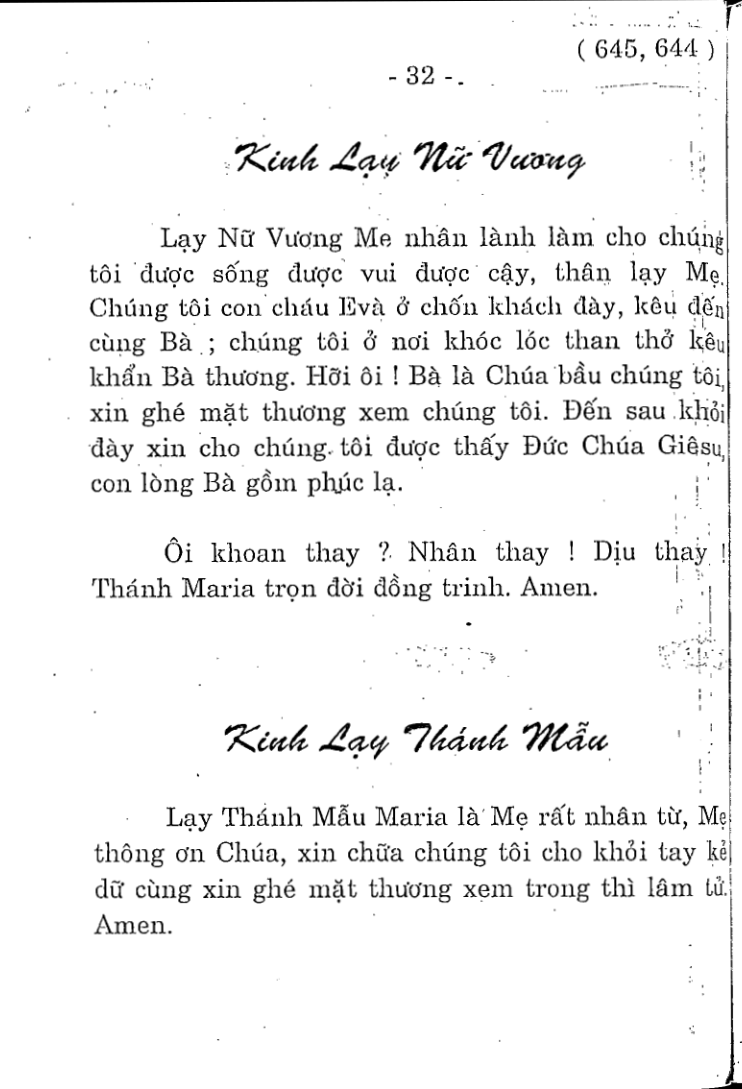 ( 645, 644 )
- 32 -.
Kinh Lạy Nữ Vương
Lạy Nữ Vương Me nhân lành làm cho chúng
tôi được sống được vui được cậy, thân lạy Mẹ.
Chúng tôi con cháu Evà ở chốn khách đày, kêu đến
cùng Bà ; chúng tôi ở nơi khóc lóc than thở kêu
khẩn Bà thương. Hỡi ôi ! Bà là Chúa bầu chúng tôi,
xin ghé mặt thương xem chúng tôi. Đến sau khỏi
đày xin cho chúng tôi được thấy Đức Chúa Giêsu,
con lòng Bà gồm phúc lạ.
Ôi khoan thay ? Nhân thay ! Dịu thay !
Thánh Maria trọn đời đồng trinh. Amen.
Kinh Lạy Thánh Mẫu
Lạy Thánh Mẫu Maria là Mẹ rất nhân từ, Mẹ
thông ơn Chúa, xin chữa chúng tôi cho khỏi tay kẻ
dữ cùng xin ghé mặt thương xem trong thì lâm tử.
Amen.